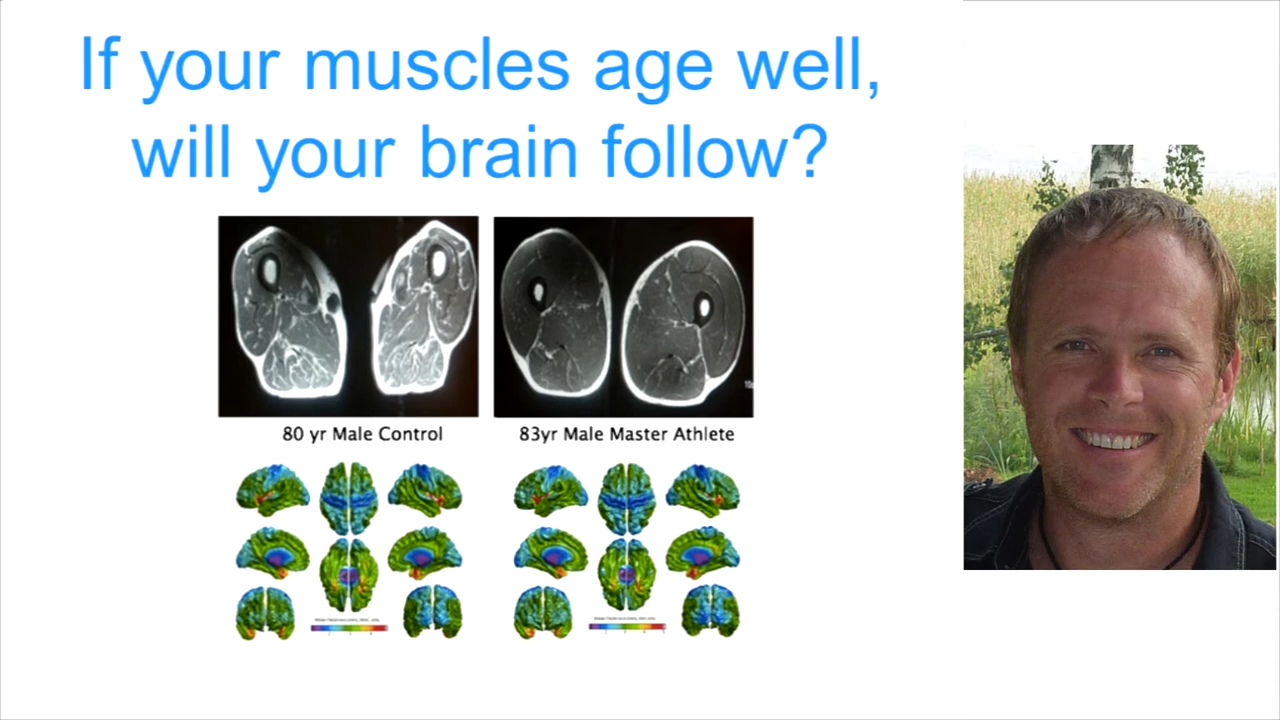 If your muscles age well,
will your brain follow?
80 yr Male Control
83yr Male Master Athlete